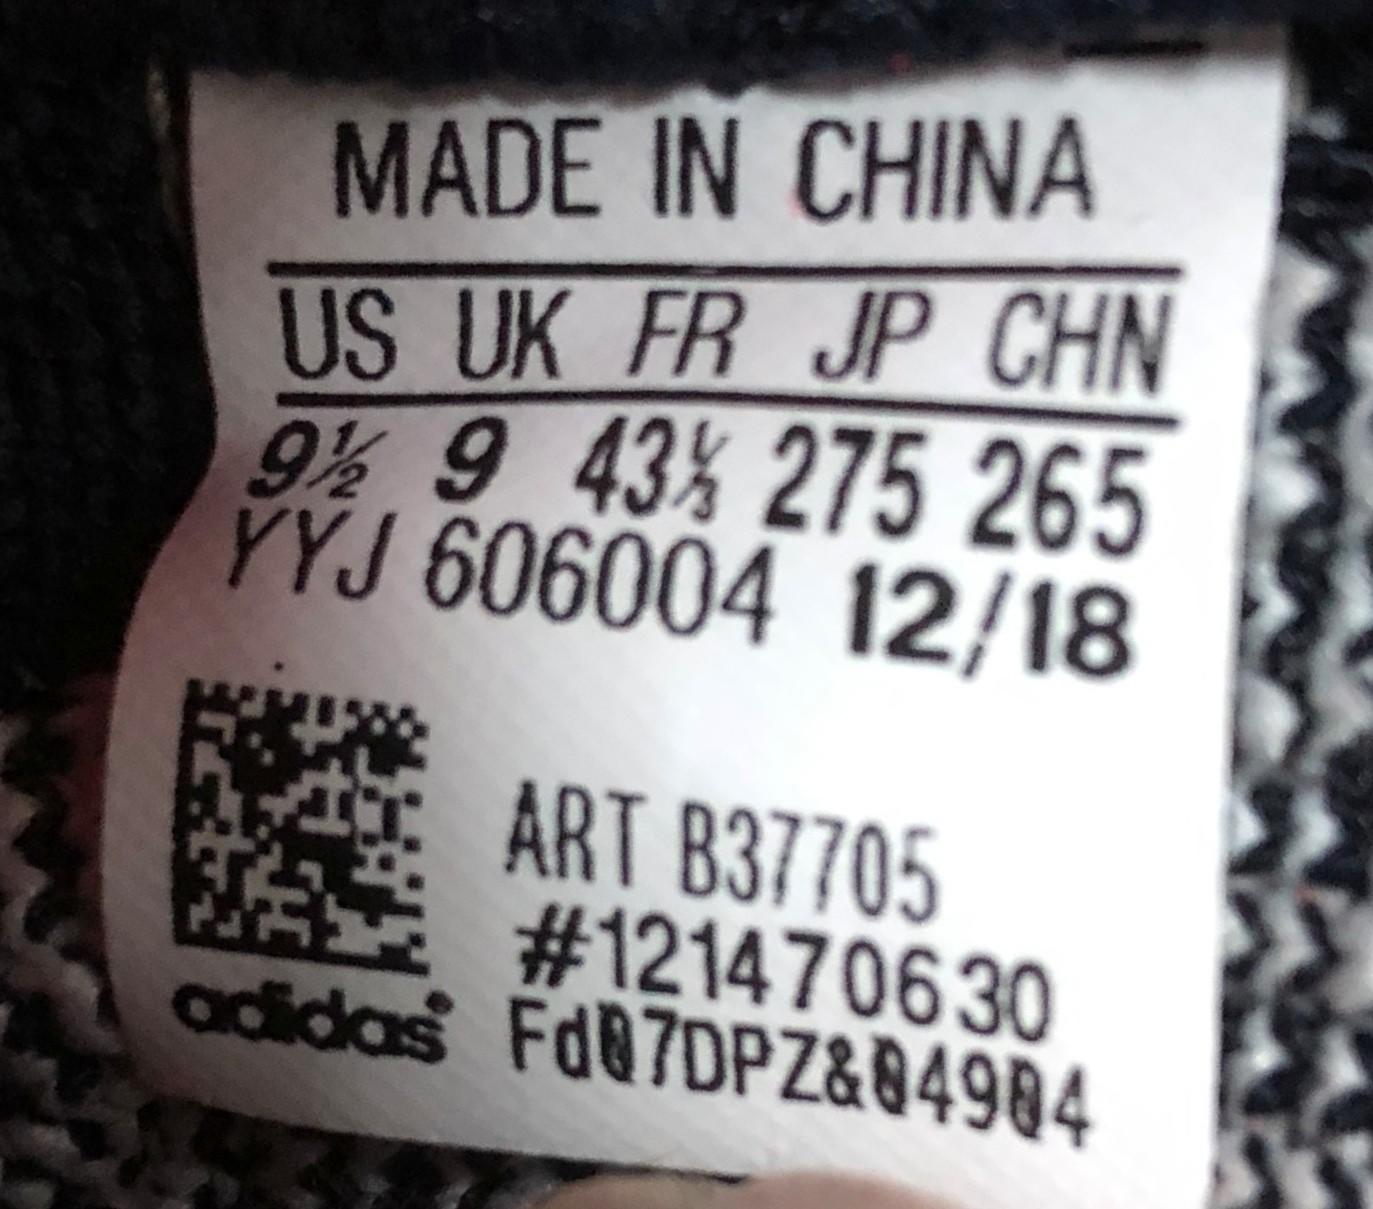 MADE IN CHINA
US UK FR JP CHN
9½ 9 43⅓ 275 265
YYJ 606004 12/18
ART B37705
#121470630
adidas® Fd07DPZ&04904